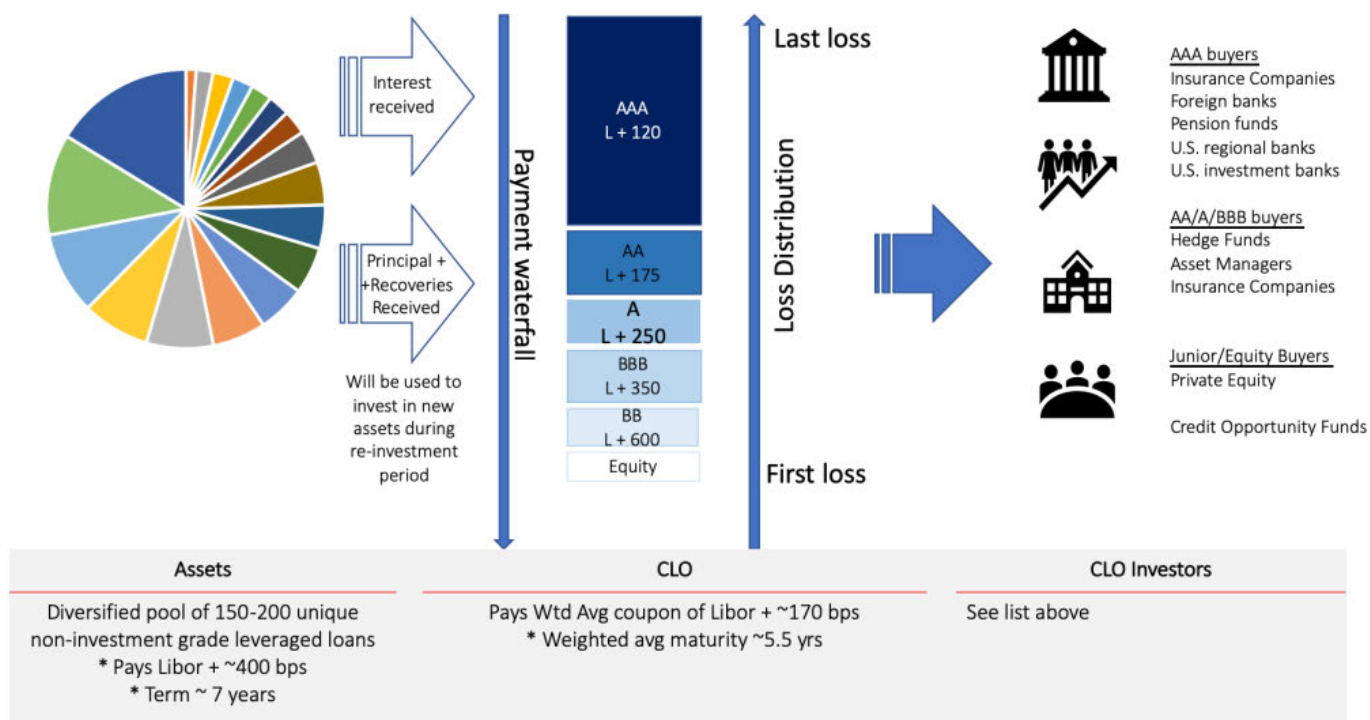 Interest
received
Principal +
+Recoveries
Received
Will be used to
invest in new
assets during
re-investment
period
Payment waterfall
AAA
L + 120
AA
L + 175
A
L + 250
BBB
L + 350
BB
L + 600
Equity
Last loss
Loss Distribution
First loss
AAA buyers
Insurance Companies
Foreign banks
Pension funds
U.S. regional banks
U.S. investment banks
AA/A/BBB buyers
Hedge Funds
Asset Managers
Insurance Companies
Junior/Equity Buyers
Private Equity
Credit Opportunity Funds
Assets
Diversified pool of 150-200 unique
non-investment grade leveraged loans
* Pays Libor + ~400 bps
* Term ~ 7 years
CLO
Pays Wtd Avg coupon of Libor + ~170 bps
* Weighted avg maturity ~5.5 yrs
CLO Investors
See list above